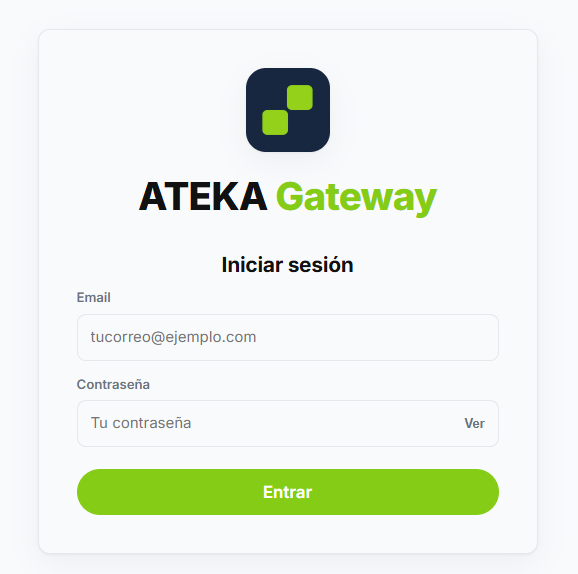 ATEKA Gateway
Iniciar sesión
Email
tucorreo@ejemplo.com
Contraseña
Tu contraseña Ver
Entrar